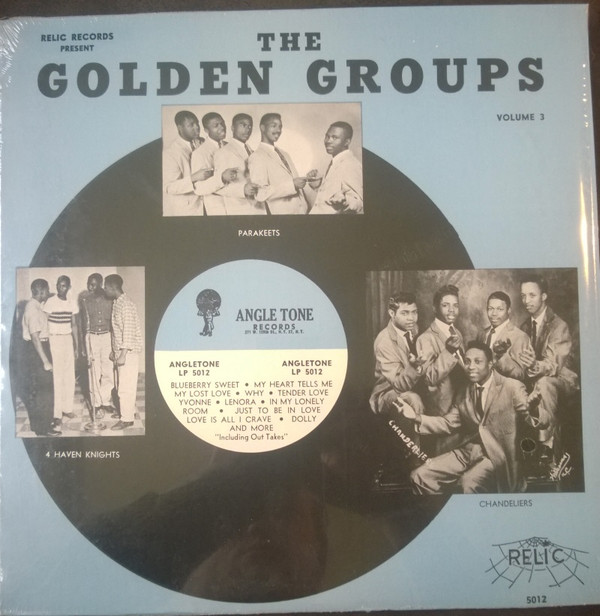 RELIC RECORDS
PRESENT
THE
GOLDEN GROUPS
VOLUME 3
PARAKEETS
ANGLE TONE
RECORDS
ANGLETONE
LP 5012
ANGLETONE
LP 5012
BLUEBERRY SWEET • MY HEART TELLS ME
MY LOST LOVE • WHY • TENDER LOVE
YVONNE • LENORA • IN MY LONELY
ROOM • JUST TO BE IN LOVE
LOVE IS ALL I CRAVE • DOLLY
AND MORE
"Including Out Takes"
4 HAVEN KNIGHTS
CHANDELIERS
RELIC
5012